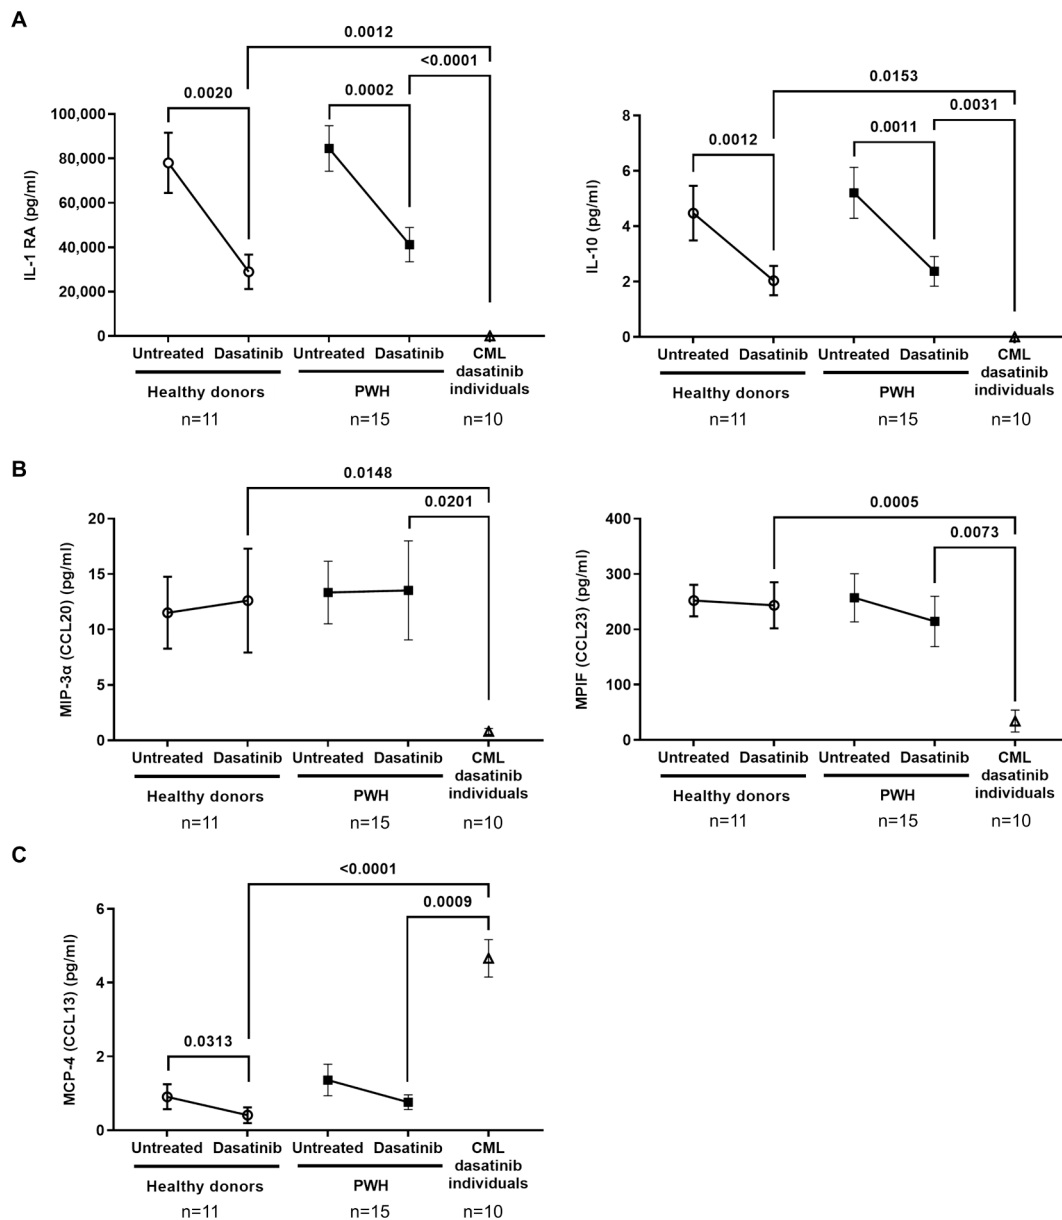 A
0.0012
<0.0001
0.0020
0.0002
100,000
80,000
60,000
40,000
20,000
0
IL-1 RA (pg/ml)
Untreated Dasatinib Untreated Dasatinib CML
dasatinib
individuals
Healthy donors PWH
n=11 n=15 n=10
0.0153
0.0031
0.0012
0.0011
8
6
4
2
0
IL-10 (pg/ml)
Untreated Dasatinib Untreated Dasatinib CML
dasatinib
individuals
Healthy donors PWH
n=11 n=15 n=10
B
0.0148
0.0201
20
15
10
5
0
MIP-3α (CCL20) (pg/ml)
Untreated Dasatinib Untreated Dasatinib CML
dasatinib
individuals
Healthy donors PWH
n=11 n=15 n=10
0.0005
0.0073
400
300
200
100
0
MPIF (CCL23) (pg/ml)
Untreated Dasatinib Untreated Dasatinib CML
dasatinib
individuals
Healthy donors PWH
n=11 n=15 n=10
C
<0.0001
0.0009
0.0313
6
4
2
0
MCP-4 (CCL13) (pg/ml)
Untreated Dasatinib Untreated Dasatinib CML
dasatinib
individuals
Healthy donors PWH
n=11 n=15 n=10